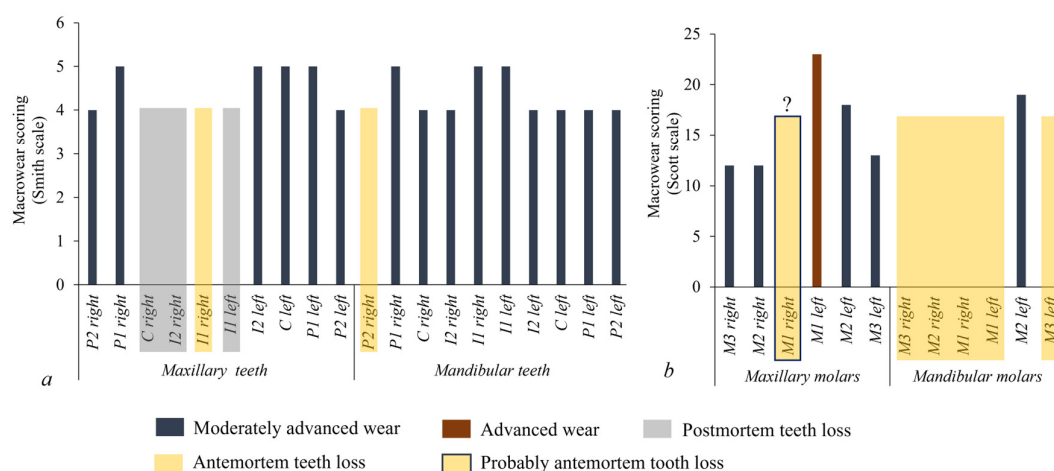 6
5
4
3
2
1
0
Macrowear scoring
(Smith scale)
P2 right
P1 right
C right
I2 right
I1 right
I1 left
I2 left
C left
P1 left
P2 left
P2 right
P1 right
C right
I2 right
I1 right
I1 left
I2 left
C left
P1 left
P2 left
a
Maxillary teeth
Mandibular teeth
25
20
15
10
5
0
Macrowear scoring
(Scott scale)
?
M3 right
M2 right
M1 right
M1 left
M2 left
M3 left
M3 right
M2 right
M1 right
M1 left
M2 left
M3 left
b
Maxillary molars
Mandibular molars
Moderately advanced wear
Advanced wear
Postmortem teeth loss
Antemortem teeth loss
Probably antemortem tooth loss